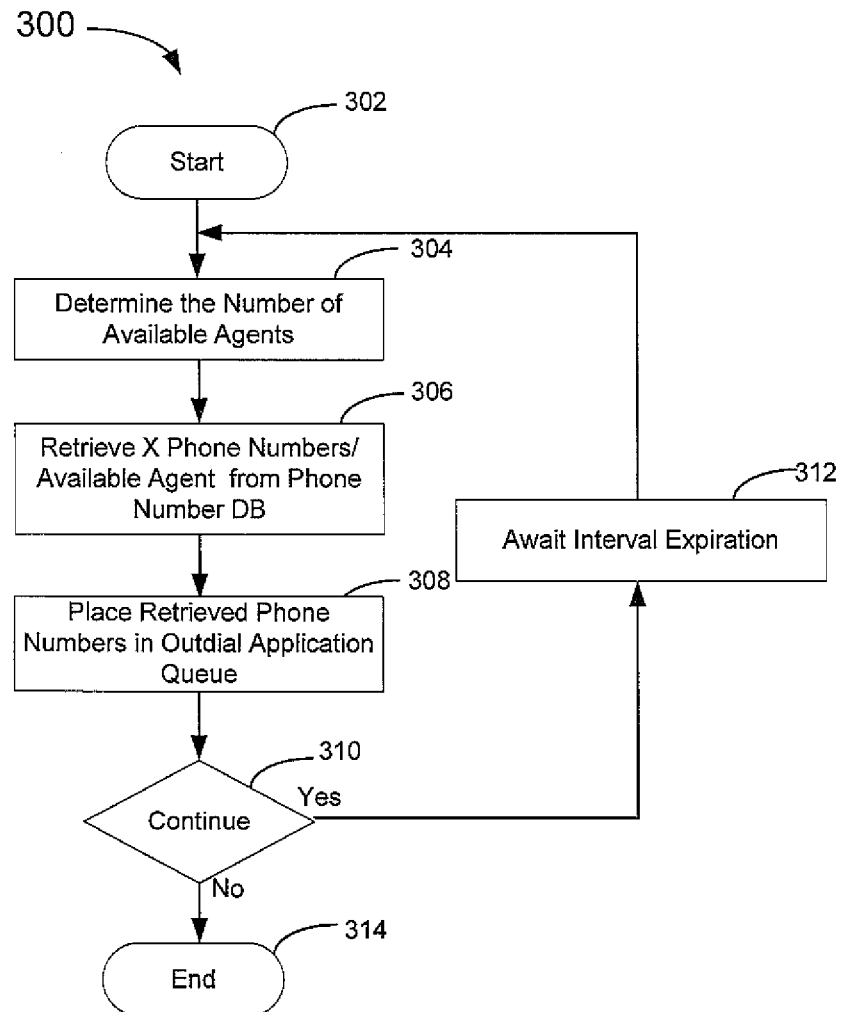 300
302
Start
304
Determine the Number of
Available Agents
306
Retrieve X Phone Numbers/
Available Agent from Phone
Number DB
312
Await Interval Expiration
308
Place Retrieved Phone
Numbers in Outdial Application
Queue
310
Yes
Continue
No
314
End